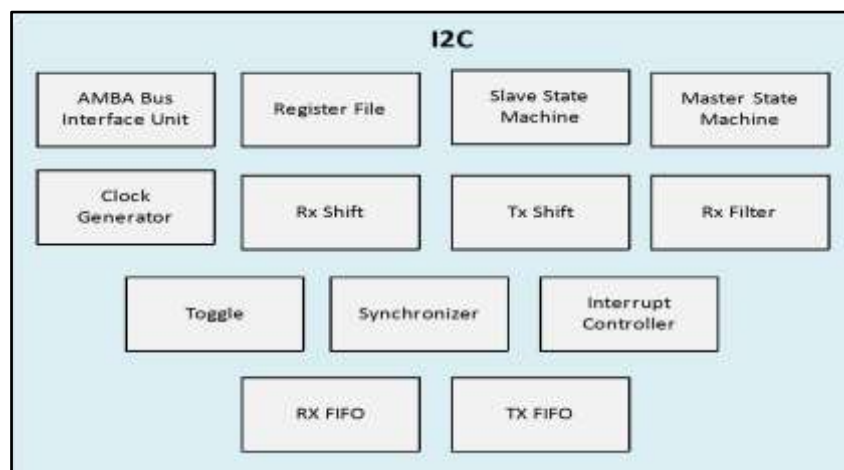 I2C
AMBA Bus
Interface Unit
Register File
Slave State
Machine
Master State
Machine
Clock
Generator
Rx Shift
Tx Shift
Rx Filter
Toggle
Synchronizer
Interrupt
Controller
RX FIFO
TX FIFO